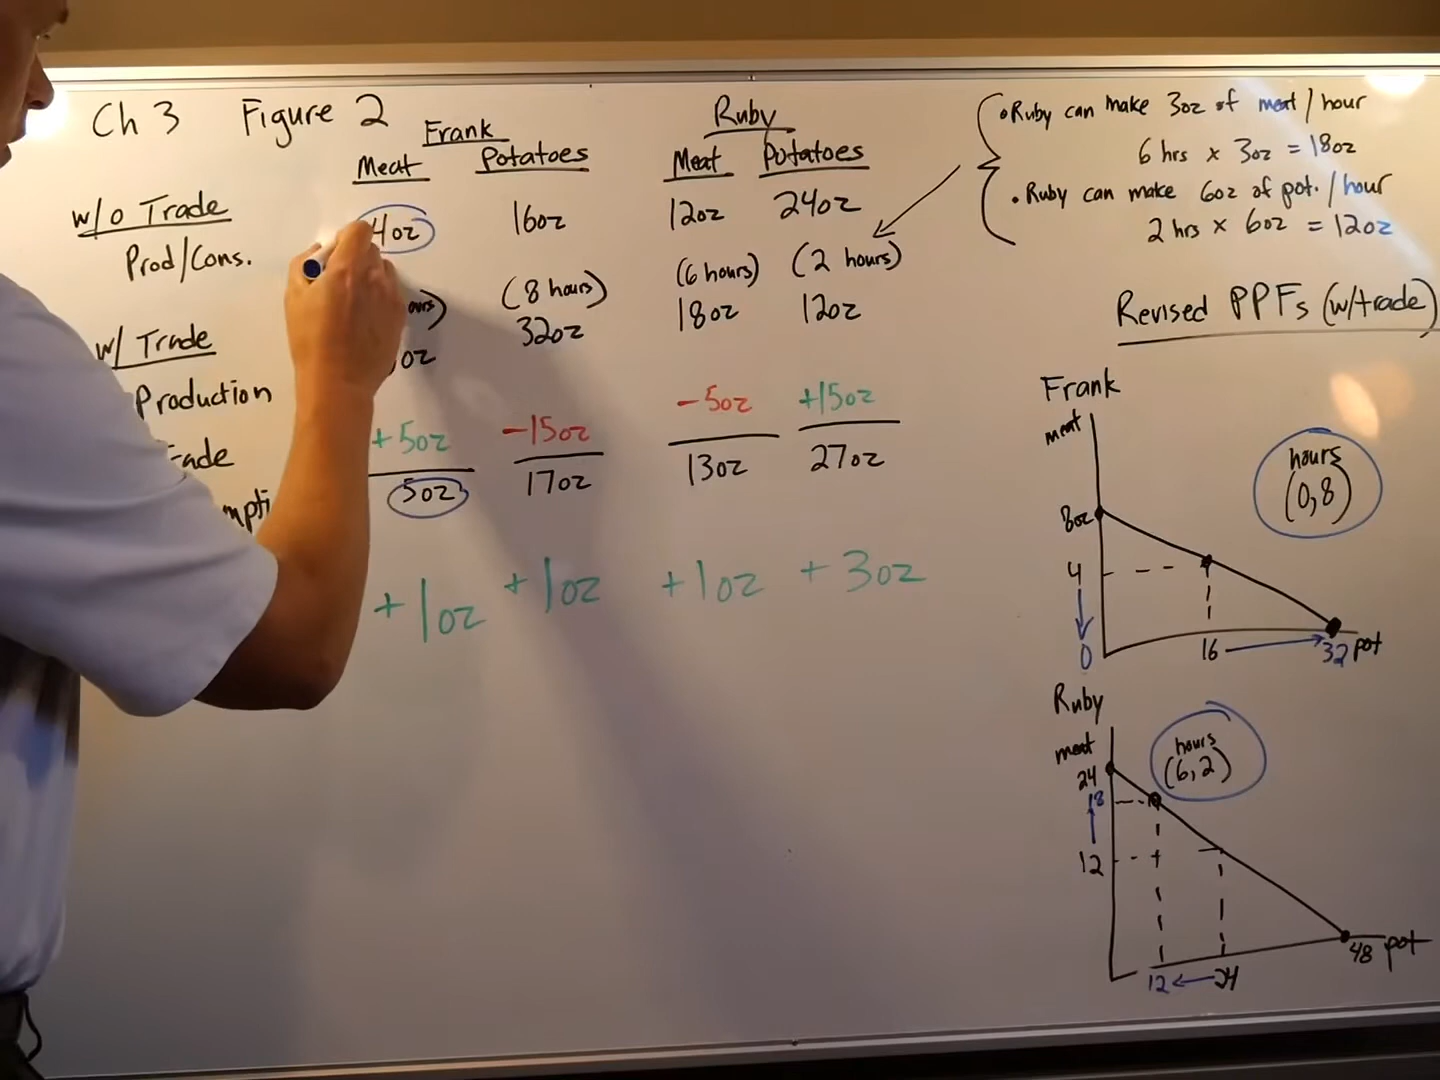 Ch 3 Figure 2
Frank
Ruby
Meat Potatoes Meat Potatoes
w/o Trade
Prod/Cons.
4oz 16oz 12oz 24oz
(8 hours) (6 hours) (2 hours)
w/ Trade
Production
oz 32oz 18oz 12oz
+5oz -15oz -5oz +15oz
5oz 17oz 13oz 27oz
+1oz +1oz +1oz +3oz
• Ruby can make 3oz of meat/hour
6 hrs x 3oz = 18oz
• Ruby can make 6oz of pot./hour
2 hrs x 6oz = 12oz
Revised PPFs (w/trade)
Frank
meat
hours
(0,8)
8oz
4
0
16
32 pot
Ruby
meat
hours
(6,2)
24
18
12
12
24
48 pot